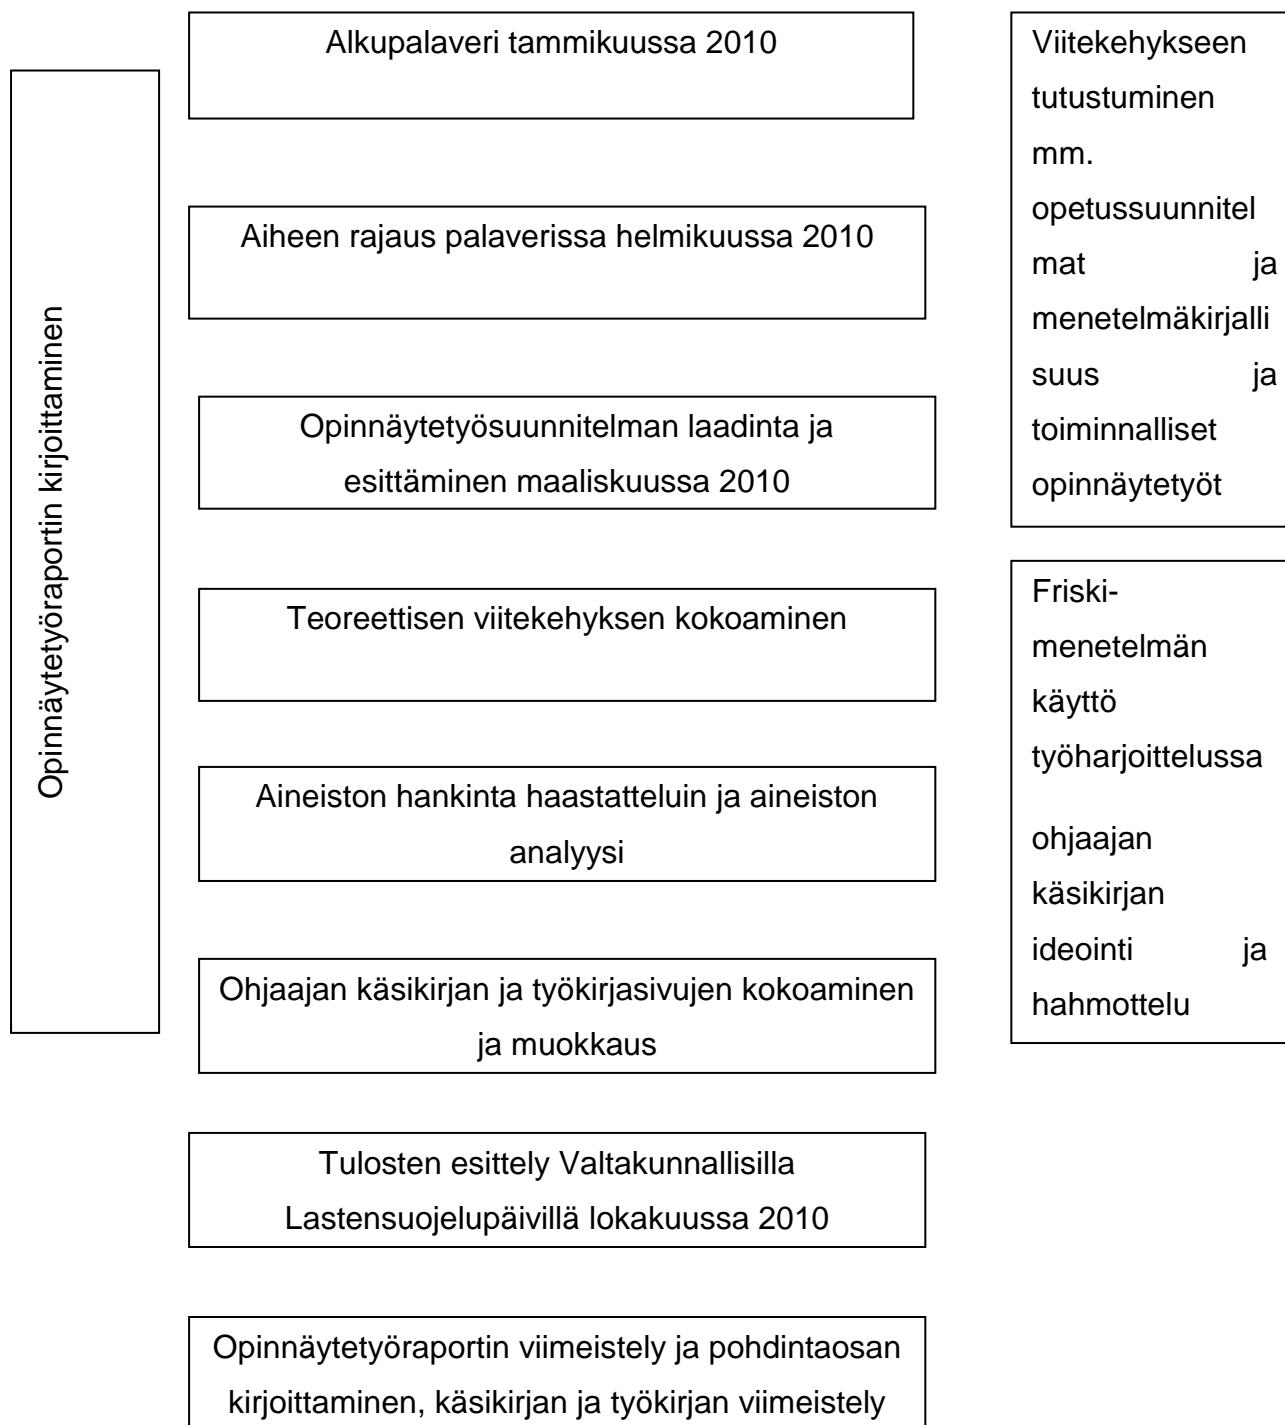 Opinnäytetyöraportin kirjoittaminen
Alkupalaveri tammikuussa 2010
Aiheen rajaus palaverissa helmikuussa 2010
Opinnäytetyösuunnitelman laadinta ja
esittäminen maaliskuussa 2010
Teoreettisen viitekehyksen kokoaminen
Aineiston hankinta haastatteluin ja aineiston
analyysi
Ohjaajan käsikirjan ja työkirjasivujen kokoaminen
ja muokkaus
Tulosten esittely Valtakunnallisilla
Lastensuojelupäivillä lokakuussa 2010
Opinnäytetyöraportin viimeistely ja pohdintaosan
kirjoittaminen, käsikirjan ja työkirjan viimeistely
Viitekehykseen
tutustuminen
mm.
opetussuunnitel
mat ja
menetelmäkirjalli
suus ja
toiminnalliset
opinnäytetyöt
Friski-
menetelmän
käyttö
työharjoittelussa
ohjaajan
käsikirjan
ideointi ja
hahmottelu